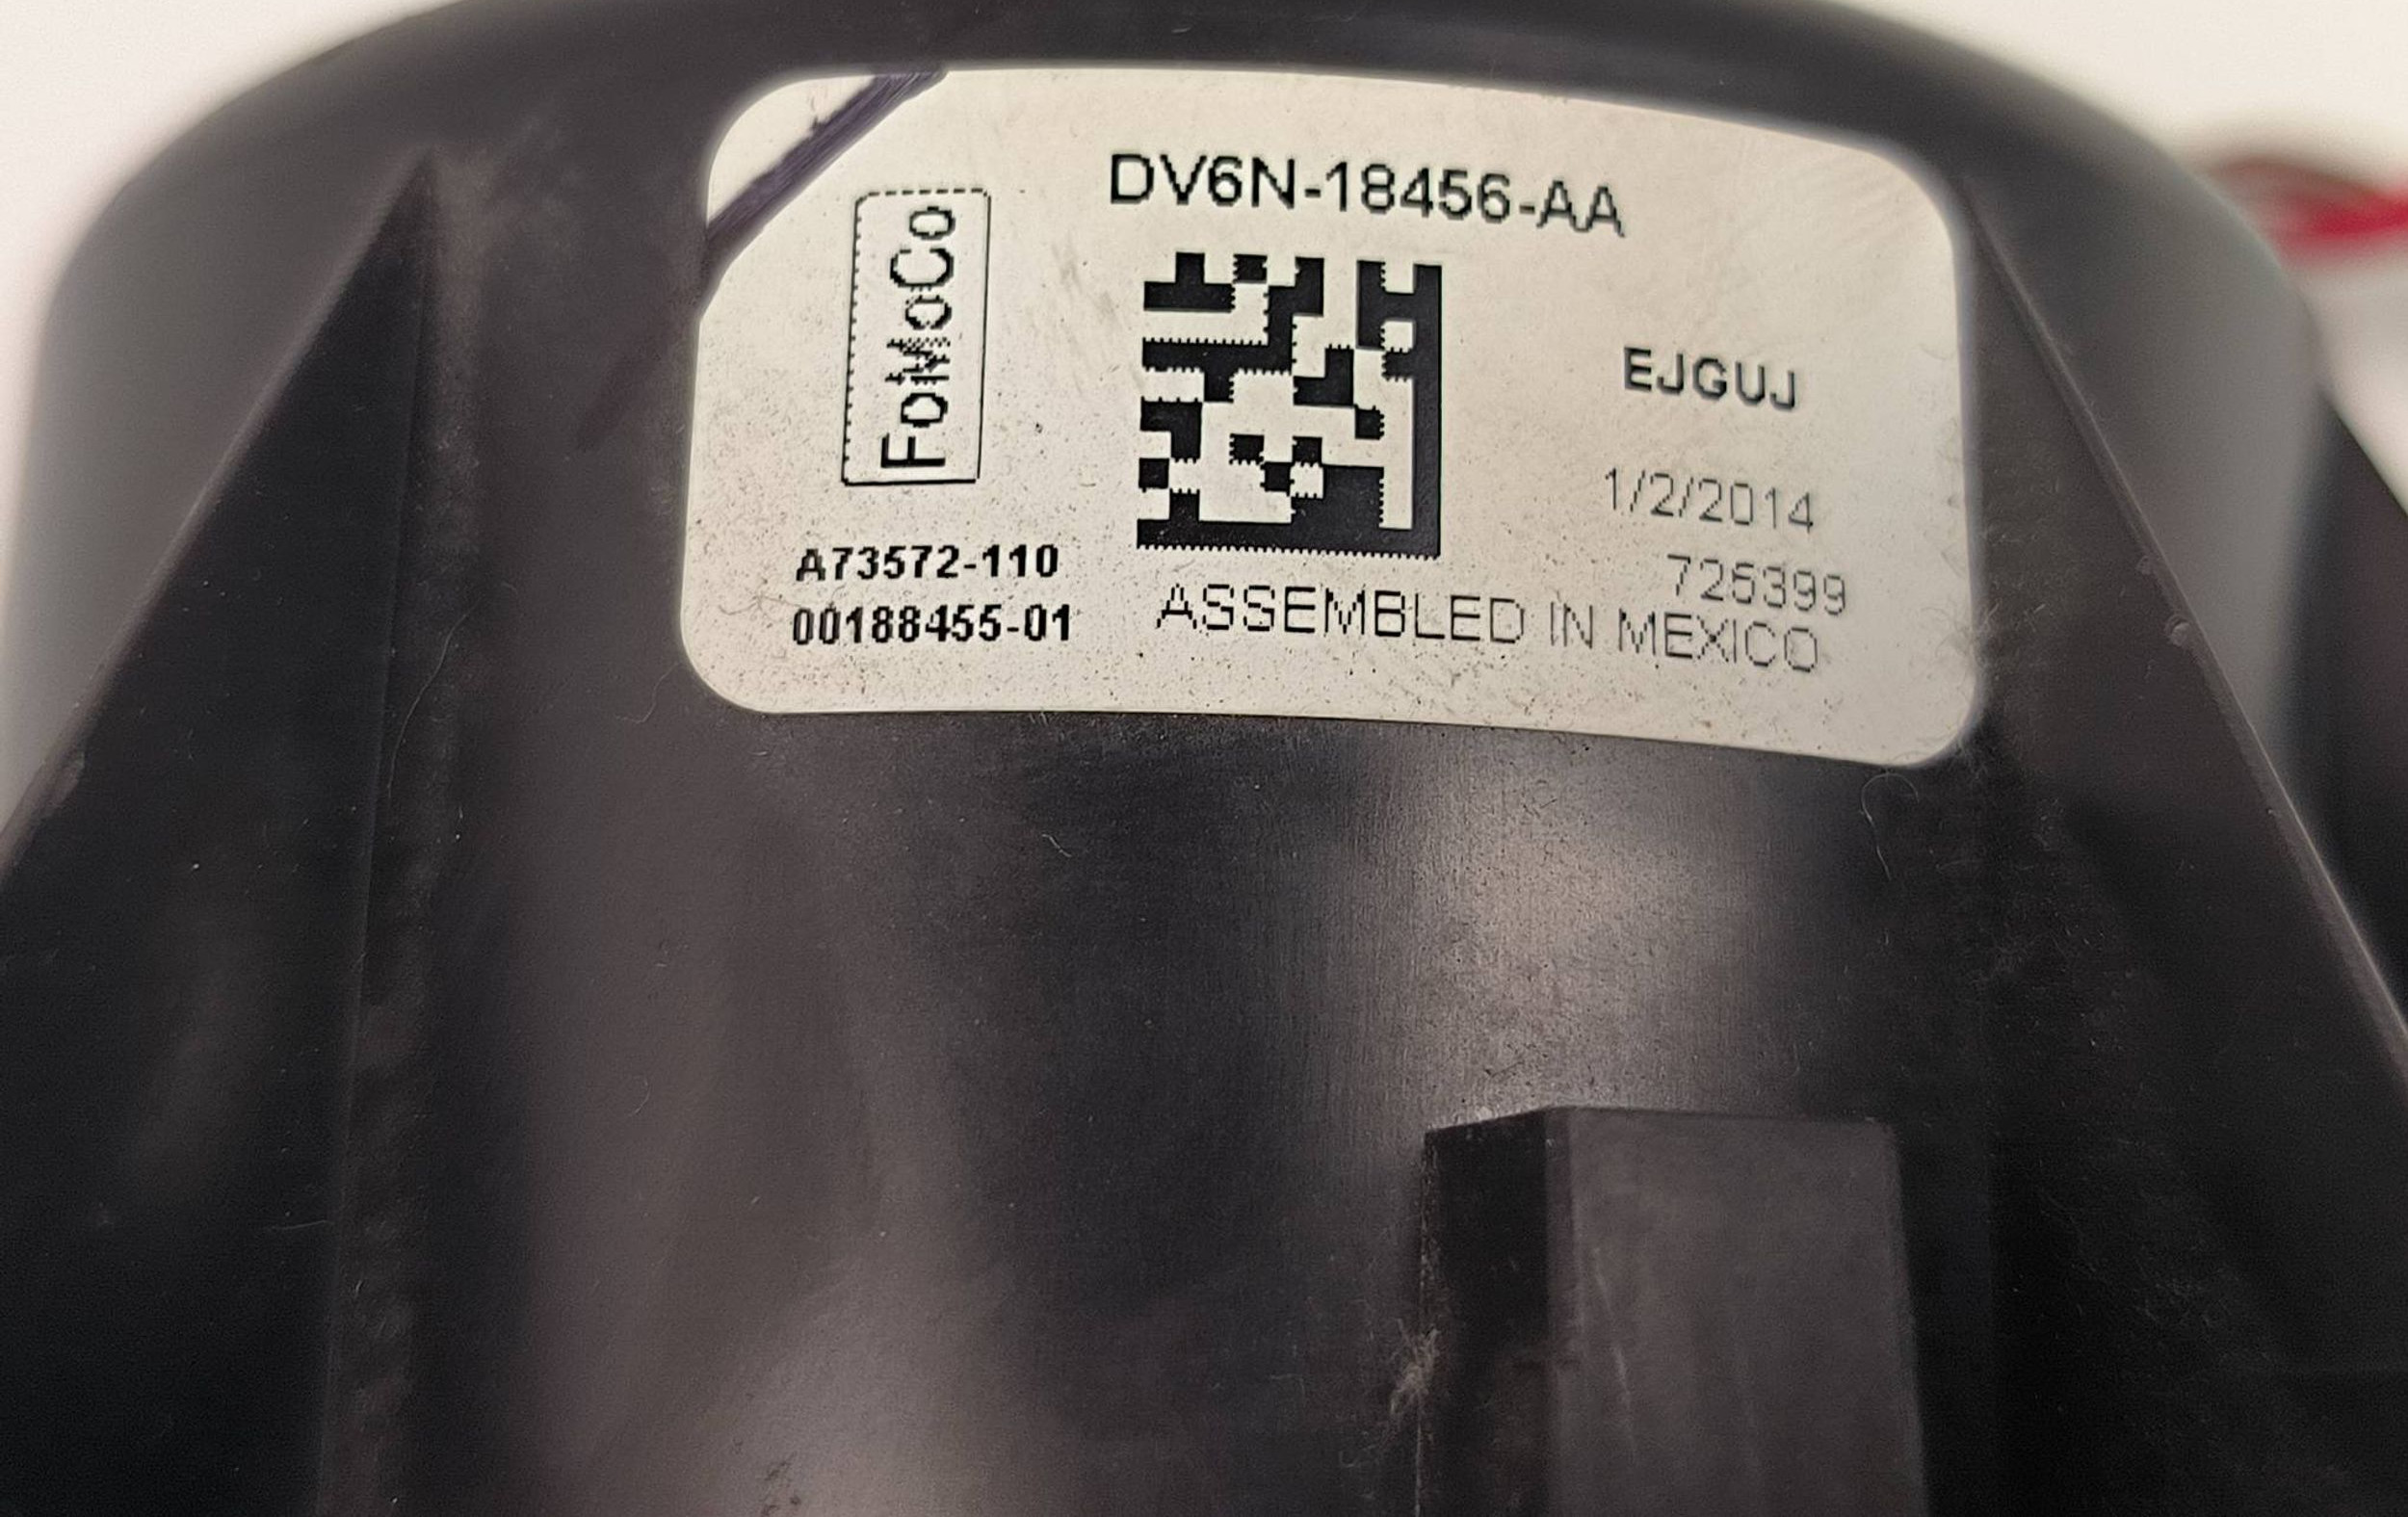 DV6N-18456-AA
FoMoCo
EJGUJ
1/2/2014
725399
A73572-110
00188455-01
ASSEMBLED IN MEXICO